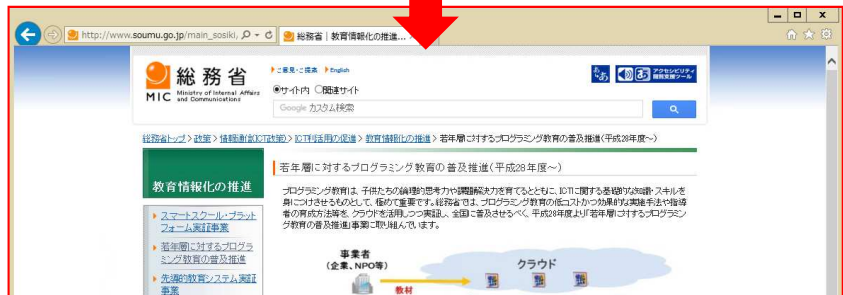 http://www.soumu.go.jp/main_sosiki,
総務省 | 教育情報化の推進...
総務省
MIC Ministry of Internal Affairs and Communications
ご意見・ご提案 English
サイト内 関連サイト
Google カスタム検索
アクセシビリティ
閲覧支援ツール
総務省トップ > 政策 > 情報通信(ICT政策) > ICT利活用の促進 > 教育情報化の推進 > 若年層に対するプログラミング教育の普及推進(平成28年度~)
教育情報化の推進
若年層に対するプログラミング教育の普及推進(平成28年度~)
プログラミング教育は、子供たちの論理的思考力や課題解決力を育てるとともに、ICTに関する基礎的な知識・スキルを
身につけさせるものとして、極めて重要です。総務省では、プログラミング教育の低コストかつ効果的な実施手法や指導
者の育成方法等を、クラウドを活用しつつ実証し、全国に普及させるべく、平成28年度より「若年層に対するプログラミン
グ教育の普及推進」事業に取り組んでいます。
スマートスクール・プラット
フォーム実証事業
若年層に対するプログラ
ミング教育の普及推進
先導的教育システム実証
事業
事業者
(企業、NPO等)
クラウド
教材